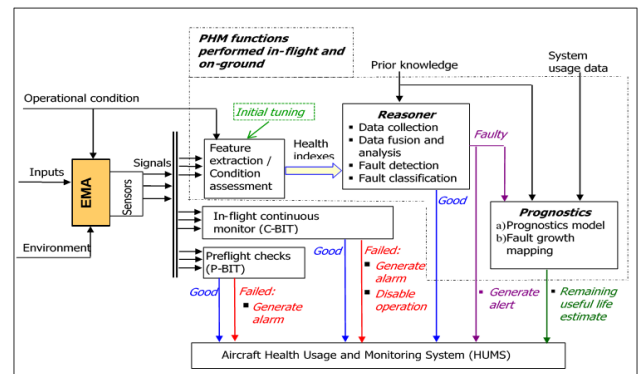 PHM functions
performed in-flight and
on-ground
Prior knowledge
System
usage data
Operational condition
Initial tuning
Reasoner
▪ Data collection
▪ Data fusion and
analysis
▪ Fault detection
▪ Fault classification
Faulty
Health
indexes
Feature
extraction /
Condition
assessment
Signals
Inputs
EMA
Sensors
Good
Prognostics
a)Prognostics model
b)Fault growth
mapping
In-flight continuous
monitor (C-BIT)
Environment
Preflight checks
(P-BIT)
Good
Failed:
▪ Generate
alarm
▪ Disable
operation
Good
Failed:
▪ Generate
alarm
▪ Generate
alert
▪ Remaining
useful life
estimate
Aircraft Health Usage and Monitoring System (HUMS)